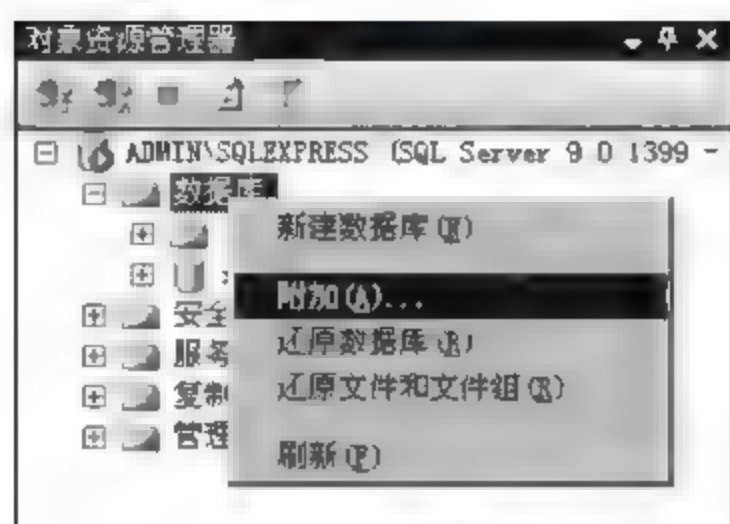 对象资源管理器
ADMIN\SQLEXPRESS (SQL Server 9 0 1399 -
数据库
新建数据库(N)
附加(A)...
安全
还原数据库(R)
服务
还原文件和文件组(R)
复制
管理
刷新(F)